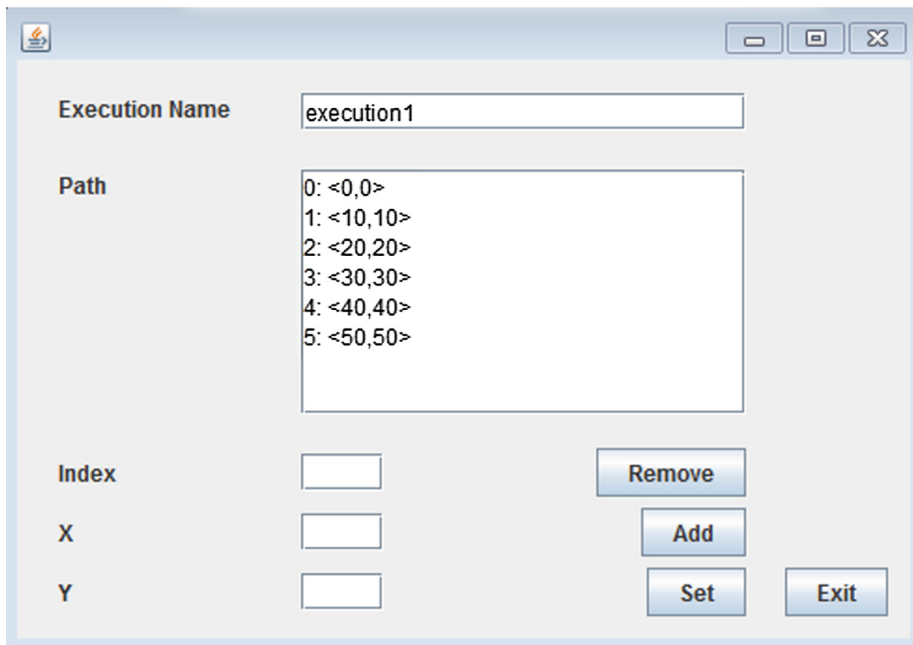 Execution Name
execution1
Path
0: <0,0>
1: <10,10>
2: <20,20>
3: <30,30>
4: <40,40>
5: <50,50>
Index
Remove
X
Add
Y
Set
Exit